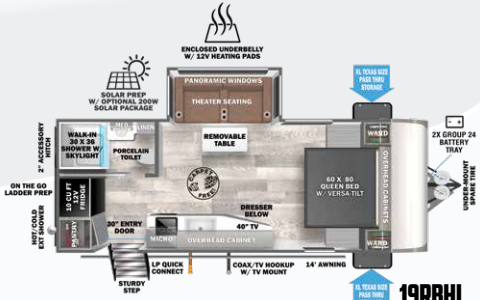 ENCLOSED UNDERBELLY
W/ 12V HEATING PADS
SOLAR PREP
W/ OPTIONAL 200W
SOLAR PACKAGE
XL TEXAS SIZE
PASS THRU
STORAGE
PANORAMIC WINDOWS
THEATER SEATING
2" ACCESSORY
HITCH
WALK-IN
30 X 36
SHOWER W/
SKYLIGHT
MED
LINEN
PORCELAIN
TOILET
REMOVABLE
TABLE
WARD
2X GROUP 24
BATTERY
TRAY
CARPET
FREE!
60 X 80
QUEEN BED
W/ VERSA-TILT
OVERHEAD CABINETS
UNDER-MOUNT
SPARE TIRE
ON THE GO
LADDER PREP
10 CU FT
12V
FRIDGE
HOT/COLD
EXT SHOWER
PANTRY
30" ENTRY
DOOR
MICRO
DRESSER
BELOW
40" TV
OVERHEAD CABINET
WARD
STURDY
STEP
LP QUICK
CONNECT
COAX/TV HOOKUP
W/ TV MOUNT
14' AWNING
XL TEXAS SIZE
PASS THRU